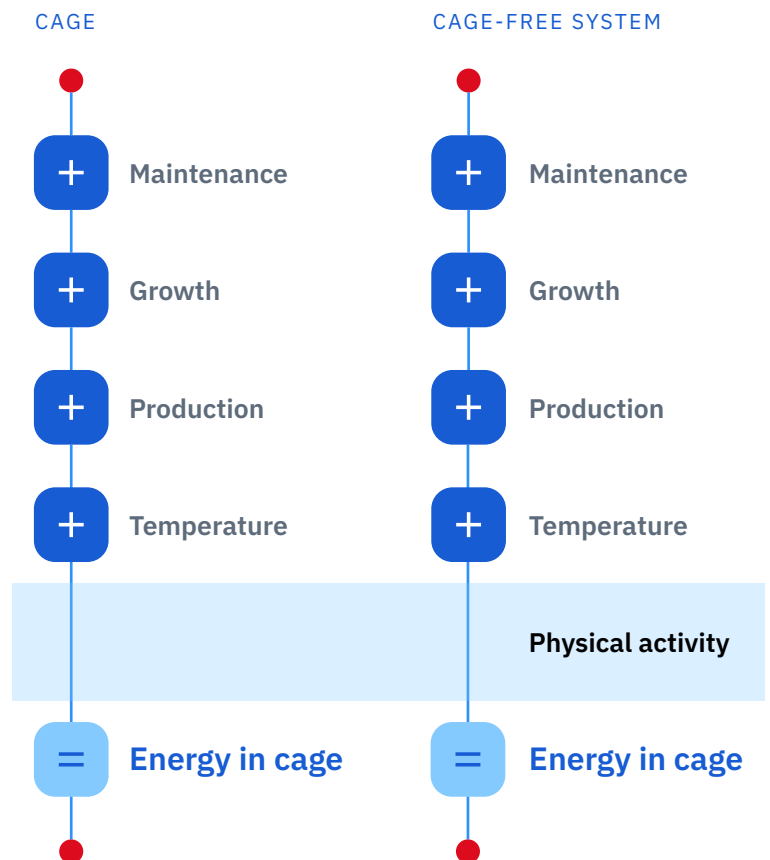 CAGE
CAGE-FREE SYSTEM
+ Maintenance
+ Maintenance
+ Growth
+ Growth
+ Production
+ Production
+ Temperature
+ Temperature
Physical activity
= Energy in cage
= Energy in cage